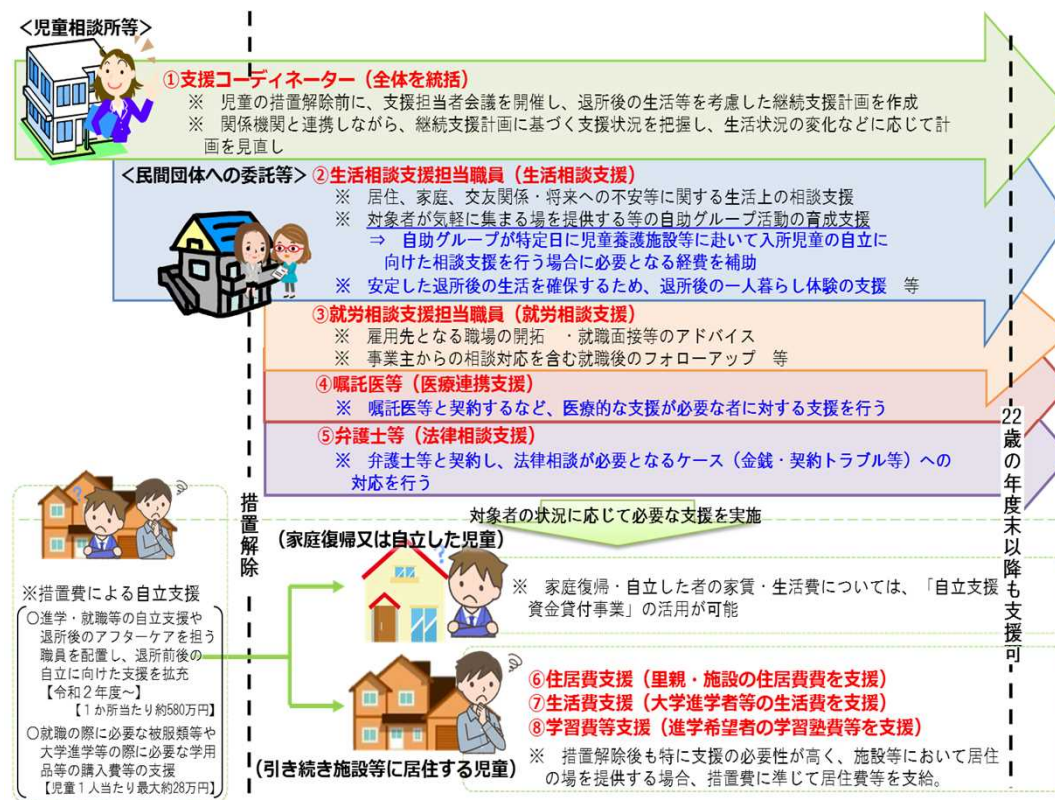 ＜児童相談所等＞
①支援コーディネーター（全体を統括）
※　児童の措置解除前に、支援担当者会議を開催し、退所後の生活等を考慮した継続支援計画を作成
※　関係機関と連携しながら、継続支援計画に基づく支援状況を把握し、生活状況の変化などに応じて計
画を見直し
＜民間団体への委託等＞
②生活相談支援担当職員（生活相談支援）
※　居住、家庭、交友関係・将来への不安等に関する生活上の相談支援
※　対象者が気軽に集まる場を提供する等の自助グループ活動の育成支援
⇒　自助グループが特定日に児童養護施設等に赴いて入所児童の自立に
向けた相談支援を行う場合に必要となる経費を補助
※　安定した退所後の生活を確保するため、退所後の一人暮らし体験の支援　等
③就労相談支援担当職員（就労相談支援）
※　雇用先となる職場の開拓　・就職面接等のアドバイス
※　事業主からの相談対応を含む就職後のフォローアップ　等
④嘱託医等（医療連携支援）
※　嘱託医等と契約するなど、医療的な支援が必要な者に対する支援を行う
⑤弁護士等（法律相談支援）
※　弁護士等と契約し、法律相談が必要となるケース（金銭・契約トラブル等）への
対応を行う
対象者の状況に応じて必要な支援を実施
措置解除
22歳の年度末以降も支援可
※措置費による自立支援
○進学・就職等の自立支援や
退所後のアフターケアを担う
職員を配置し、退所前後の
自立に向けた支援を拡充
【令和２年度～】
【１か所当たり約580万円】
○就職の際に必要な被服類等や
大学進学等の際に必要な学用
品等の購入費等の支援
【児童１人当たり最大約28万円】
（家庭復帰又は自立した児童）
※　家庭復帰・自立した者の家賃・生活費については、「自立支援
資金貸付事業」の活用が可能
（引き続き施設等に居住する児童）
⑥住居費支援（里親・施設の住居費を支援）
⑦生活費支援（大学進学者等の生活費を支援）
⑧学習費等支援（進学希望者の学習塾費等を支援）
※　措置解除後も特に支援の必要性が高く、施設等において居住
の場を提供する場合、措置費に準じて居住費等を支給。